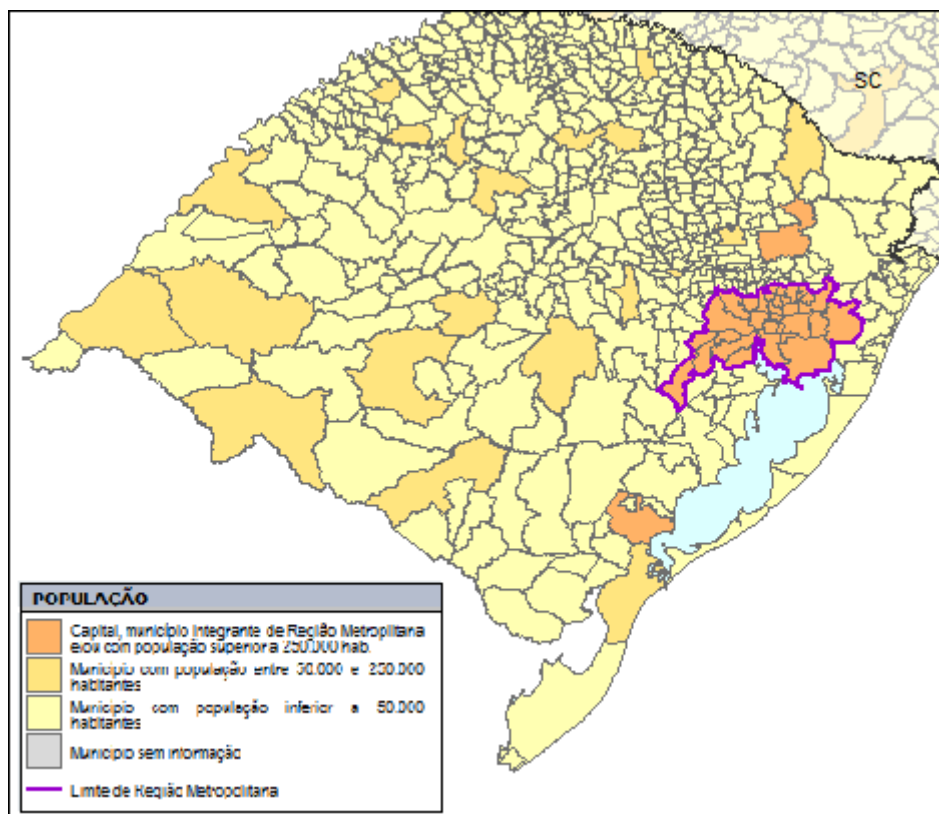 SC
POPULAÇÃO
Capital, município integrante de Região Metroplitana
e/ou com população superior a 250.000 hab.
Município com população entre 50.000 e 250.000
habitantes
Município com população inferior a 50.000
habitantes
Município sem informação
Limite de Região Metropolitana